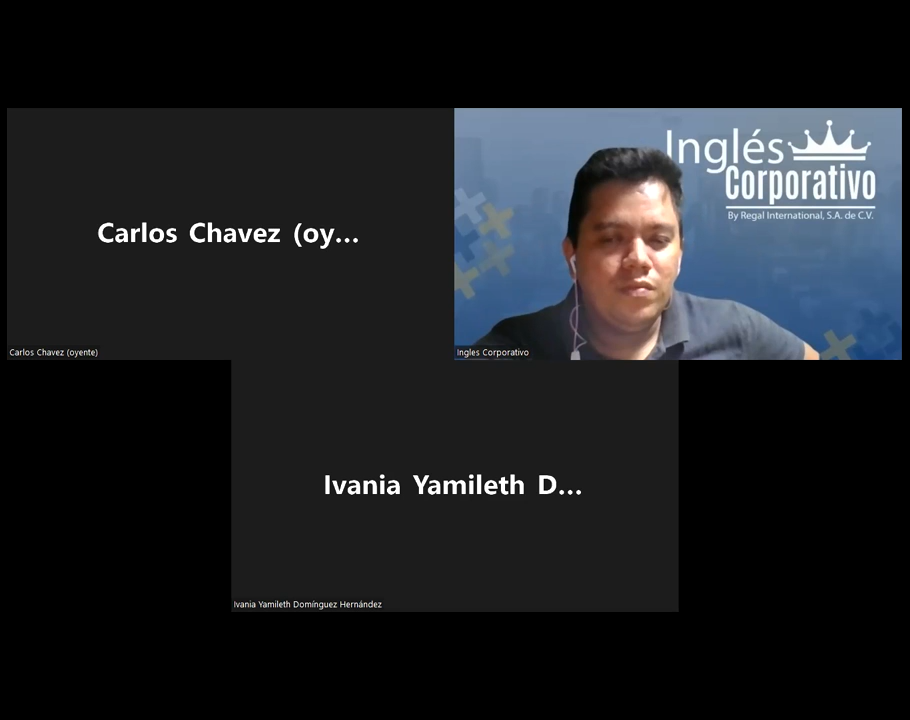 Carlos Chavez (oy...
Carlos Chavez (oyente)
Inglés
Corporativo
By Regal International, S.A. de C.V.
Ingles Corporativo
Ivania Yamileth D...
Ivania Yamileth Domínguez Hernández